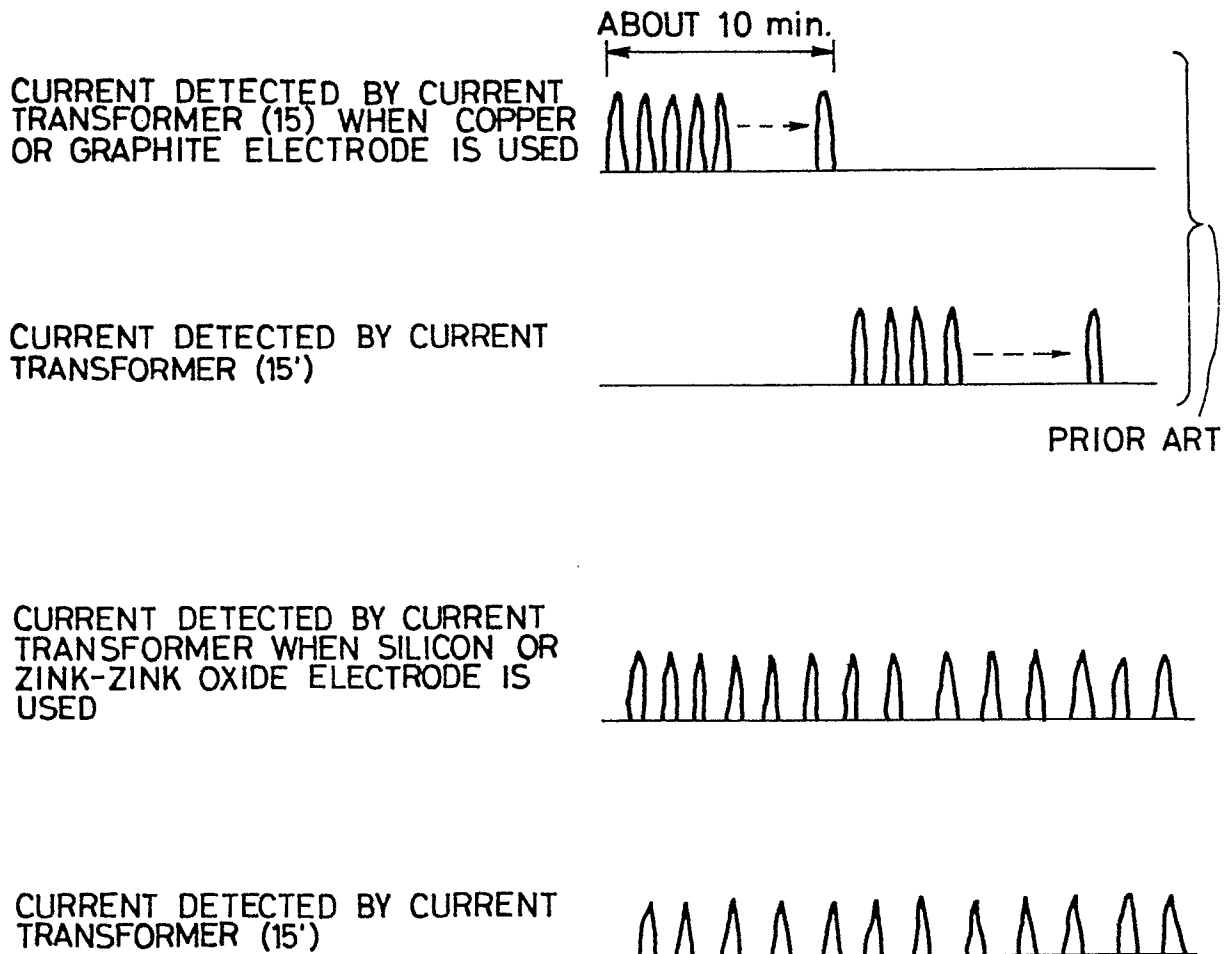 ABOUT 10 min.
CURRENT DETECTED BY CURRENT
TRANSFORMER (15) WHEN COPPER
OR GRAPHITE ELECTRODE IS USED
CURRENT DETECTED BY CURRENT
TRANSFORMER (15')
PRIOR ART
CURRENT DETECTED BY CURRENT
TRANSFORMER WHEN SILICON OR
ZINK-ZINK OXIDE ELECTRODE IS
USED
CURRENT DETECTED BY CURRENT
TRANSFORMER (15')